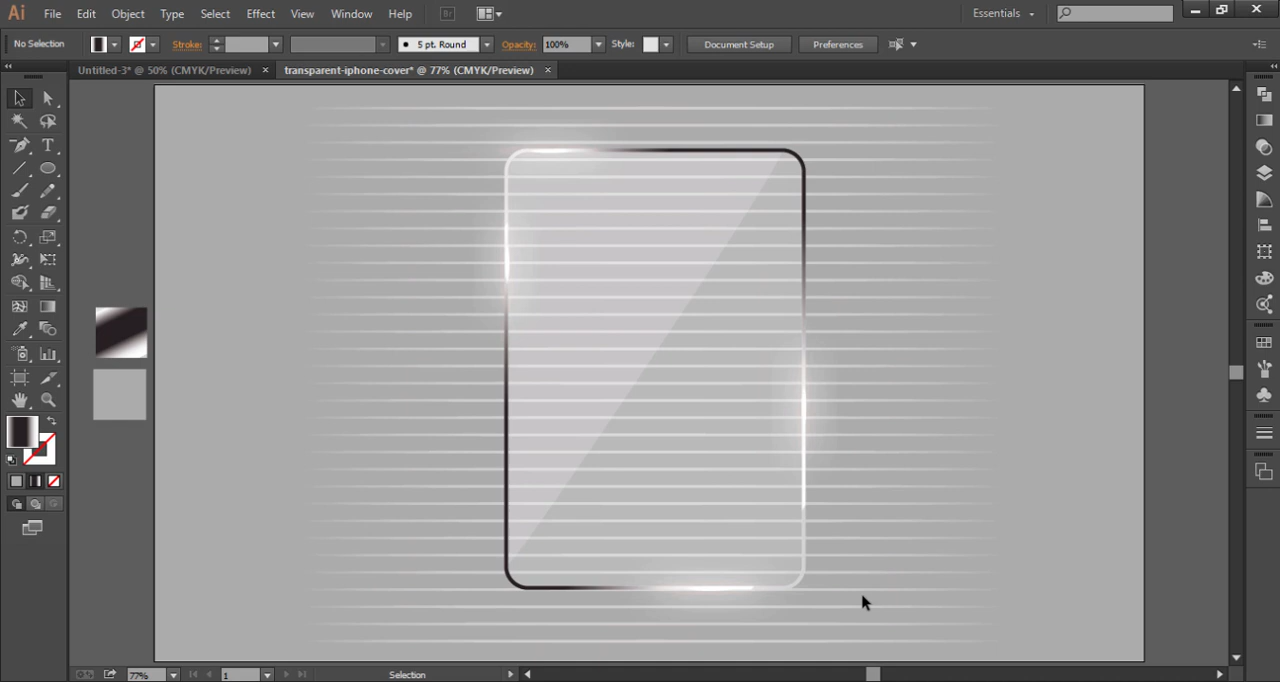 Ai File Edit Object Type Select Effect View Window Help Br Essentials
No Selection Stroke: 5 pt. Round Opacity: 100% Style: Document Setup Preferences
Untitled-3* @ 50% (CMYK/Preview) × transparent-iphone-cover* @ 77% (CMYK/Preview) ×
T
77% 1 Selection